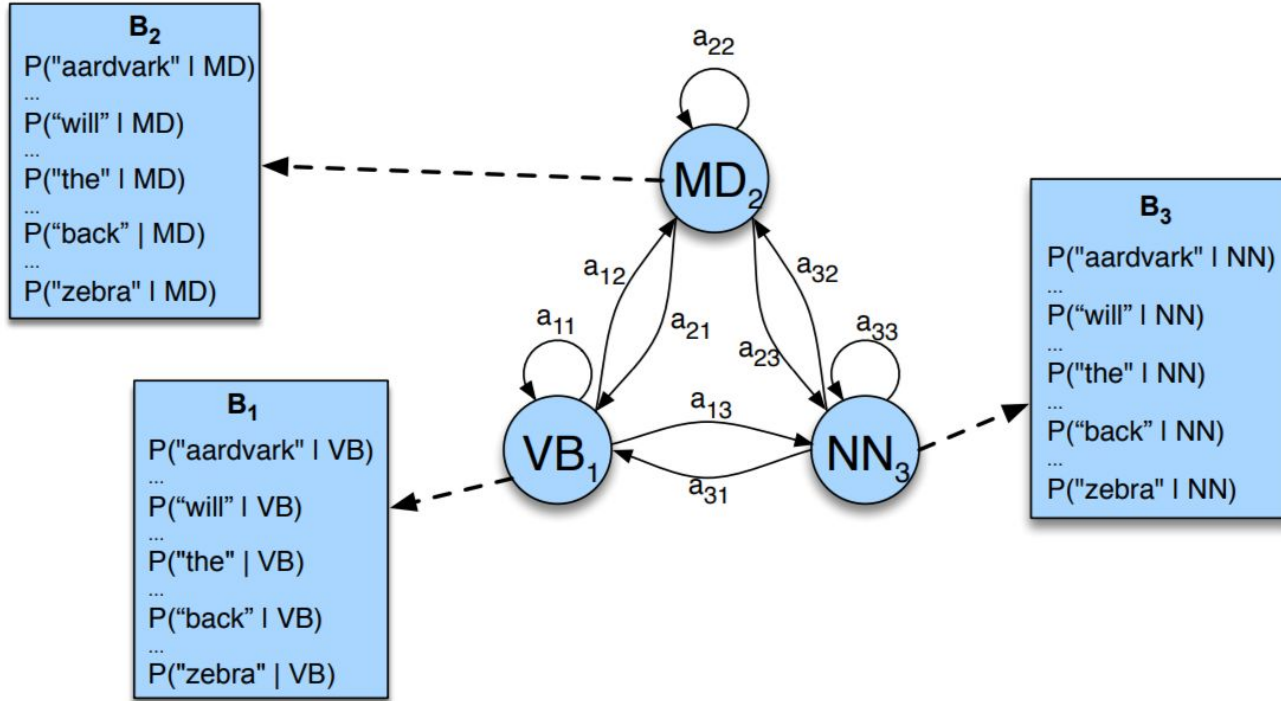 B₂
P("aardvark" | MD)
...
P(“will” | MD)
...
P("the" | MD)
...
P(“back” | MD)
...
P("zebra" | MD)
a₂₂
MD₂
a₁₂
a₂₁
a₃₂
a₂₃
a₁₁
VB₁
a₃₃
a₁₃
a₃₁
NN₃
B₁
P("aardvark" | VB)
...
P(“will” | VB)
...
P("the" | VB)
...
P(“back” | VB)
...
P("zebra" | VB)
B₃
P("aardvark" | NN)
...
P(“will” | NN)
...
P("the" | NN)
...
P(“back” | NN)
...
P("zebra" | NN)